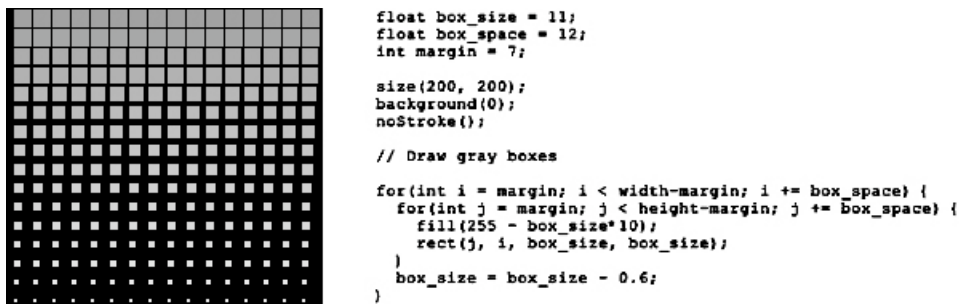 float box_size = 11;
float box_space = 12;
int margin = 7;
size(200, 200);
background(0);
noStroke();
// Draw gray boxes
for(int i = margin; i < width-margin; i += box_space) {
for(int j = margin; j < height-margin; j += box_space) {
fill(255 - box_size*10);
rect(j, i, box_size, box_size);
}
box_size = box_size - 0.6;
}